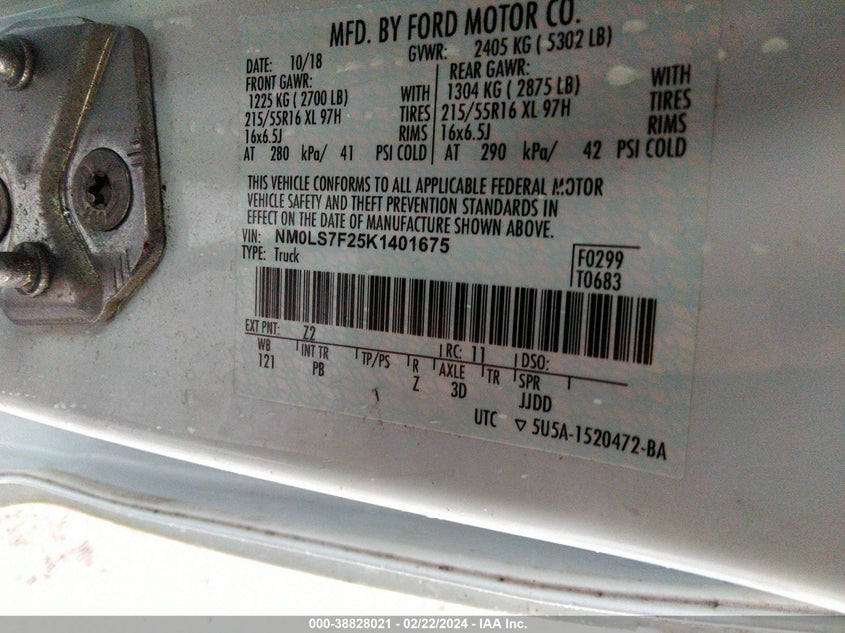 MFD. BY FORD MOTOR CO.
DATE: 10/18 GVWR: 2405 KG ( 5302 LB)
FRONT GAWR: REAR GAWR:
1225 KG ( 2700 LB) WITH 1304 KG ( 2875 LB) WITH
215/55R16 XL 97H TIRES 215/55R16 XL 97H TIRES
16x6.5J RIMS 16x6.5J RIMS
AT 280 kPa/ 41 PSI COLD AT 290 kPa/ 42 PSI COLD
THIS VEHICLE CONFORMS TO ALL APPLICABLE FEDERAL MOTOR
VEHICLE SAFETY AND THEFT PREVENTION STANDARDS IN
EFFECT ON THE DATE OF MANUFACTURE SHOWN ABOVE.
VIN: NM0LS7F25K1401675
TYPE: Truck
F0299
T0683
EXT PNT: Z2 RC: 11 DSO:
WB INT TR TP/PS R AXLE TR SPR
121 PB Z 3D JJDD
UTC ▽ 5U5A-1520472-BA
000-38828021 - 02/22/2024 - IAA Inc.